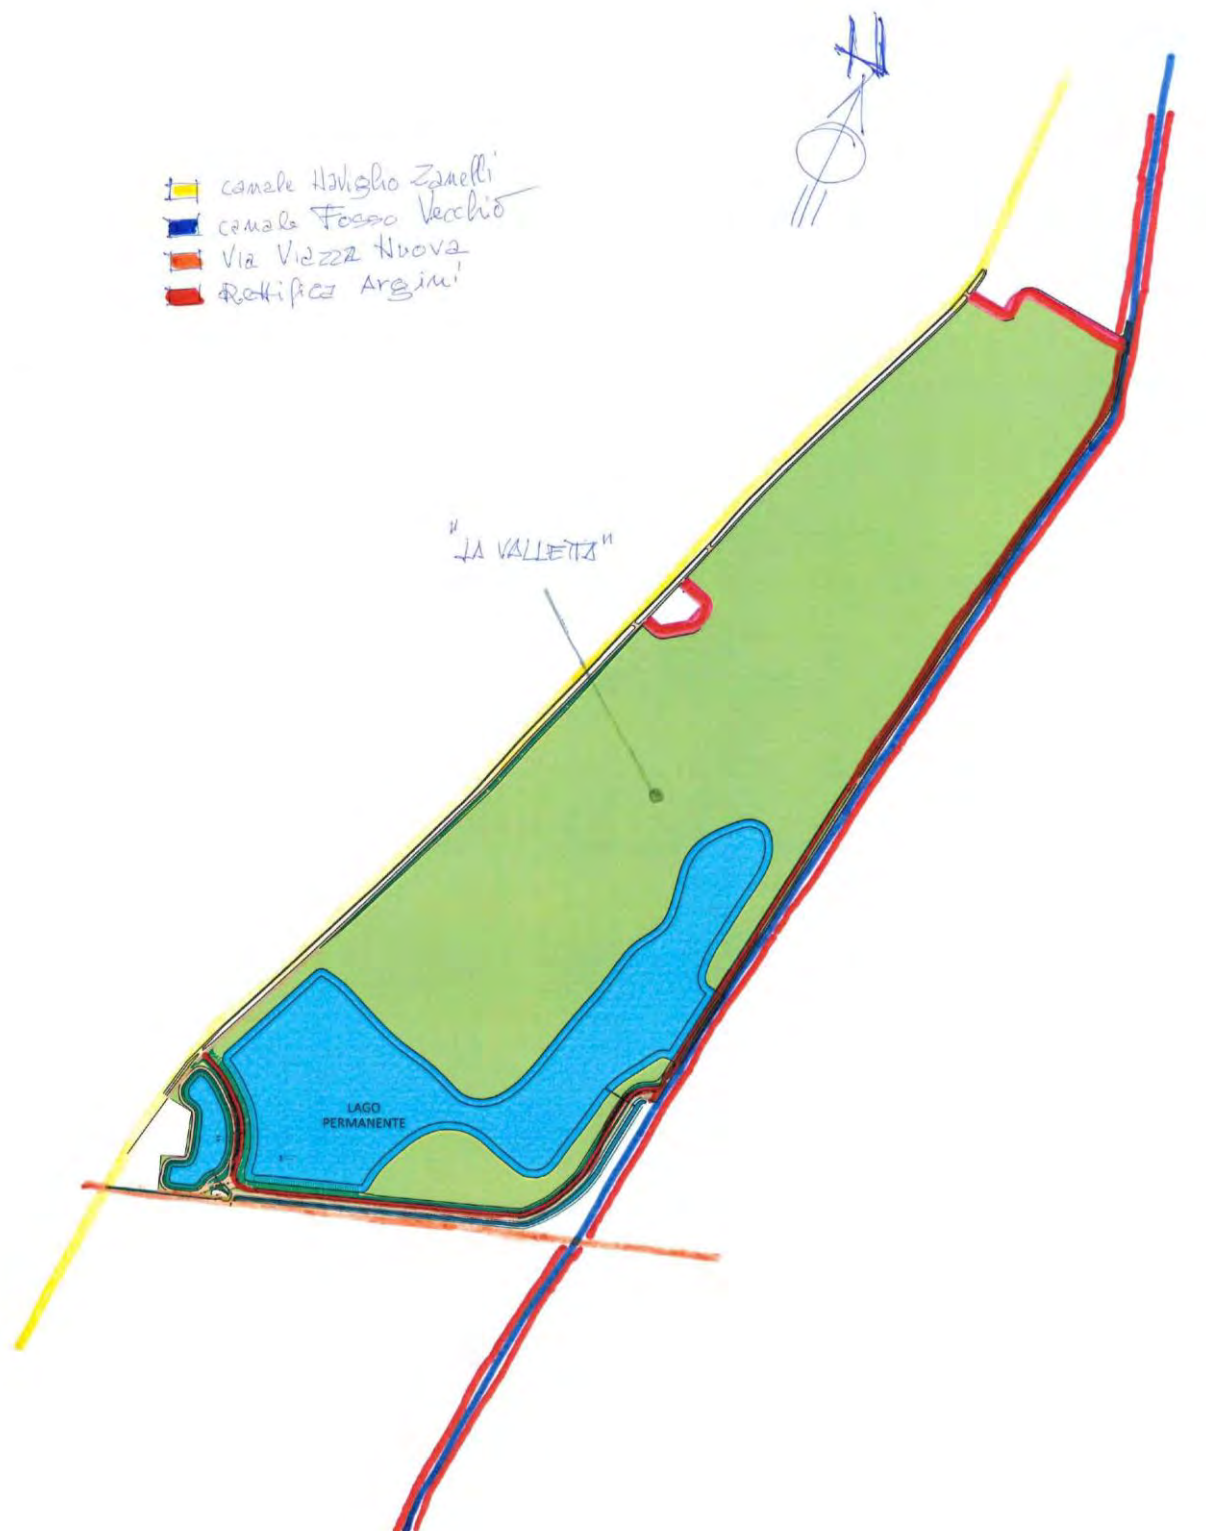 N
canale Naviglio Zanelli
canale Fosso Vecchio
Via Viazza Nuova
Rettifica Argini
"LA VALLETTA"
LAGO
PERMANENTE